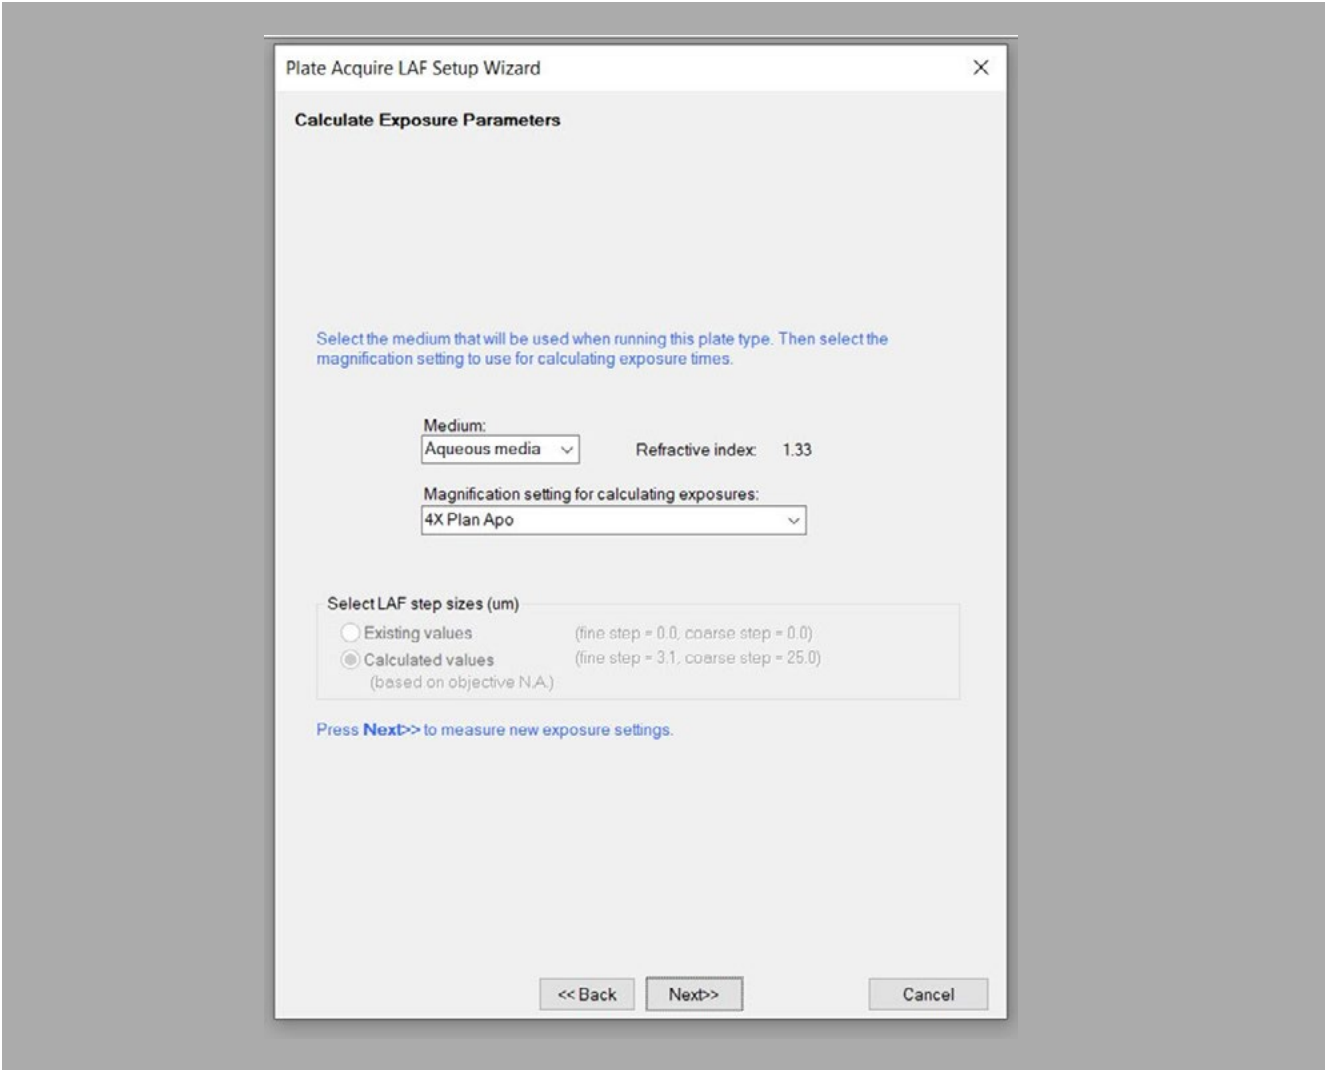 Plate Acquire LAF Setup Wizard
Calculate Exposure Parameters
Select the medium that will be used when running this plate type. Then select the
magnification setting to use for calculating exposure times.
Medium:
Aqueous media
Refractive index: 1.33
Magnification setting for calculating exposures:
4X Plan Apo
Select LAF step sizes (um)
Existing values (fine step = 0.0, coarse step = 0.0)
Calculated values (fine step = 3.1, coarse step = 25.0)
(based on objective N.A.)
Press Next>> to measure new exposure settings.
<< Back Next>> Cancel